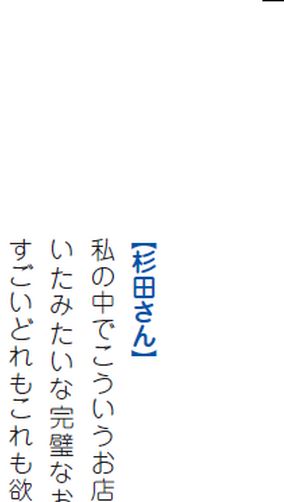 【杉田さん】
私の中でこういうお店
いたみたいな完璧なお
すごいどれもこれも欲